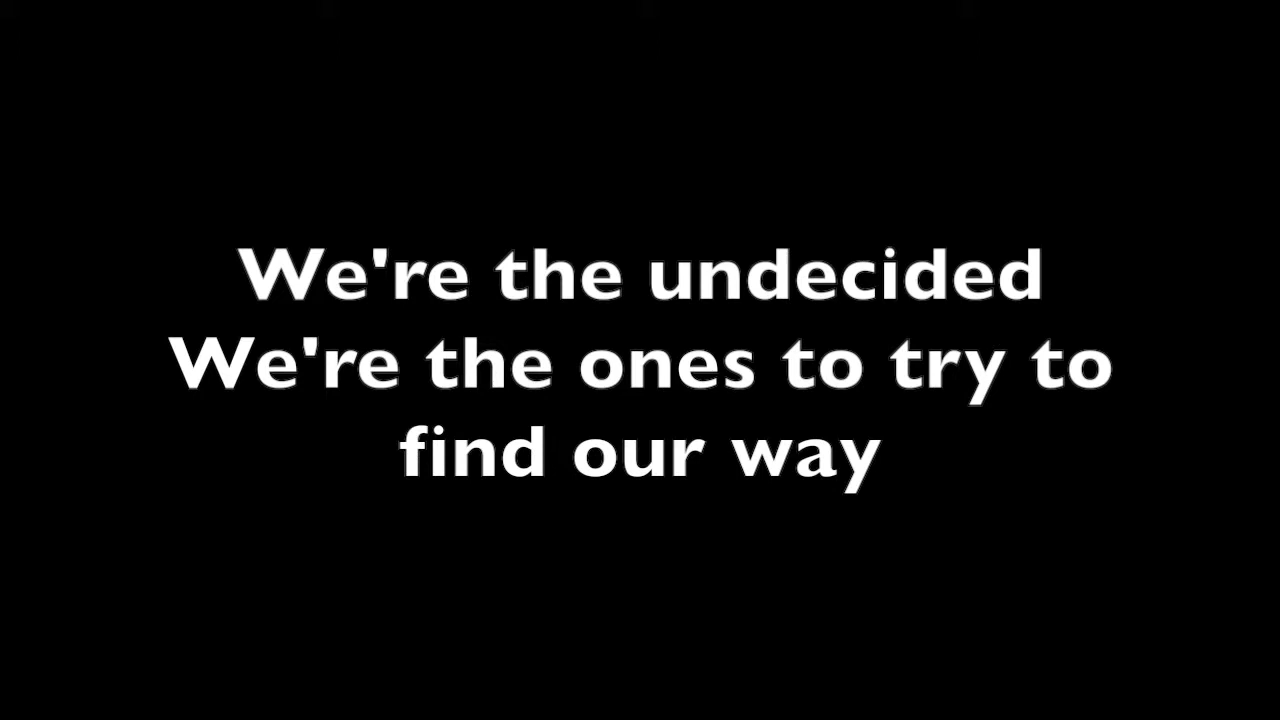 We're the undecided
We're the ones to try to
find our way